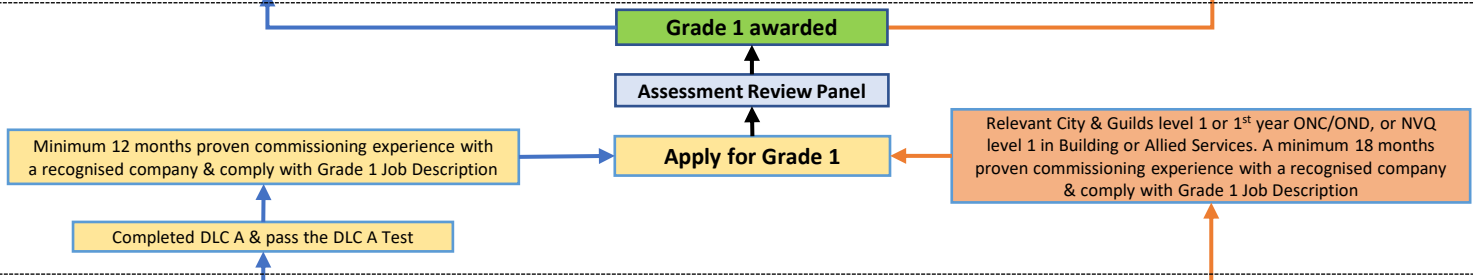 Grade 1 awarded
Assessment Review Panel
Minimum 12 months proven commissioning experience with
a recognised company & comply with Grade 1 Job Description
Apply for Grade 1
Relevant City & Guilds level 1 or 1st year ONC/OND, or NVQ
level 1 in Building or Allied Services. A minimum 18 months
proven commissioning experience with a recognised company
& comply with Grade 1 Job Description
Completed DLC A & pass the DLC A Test